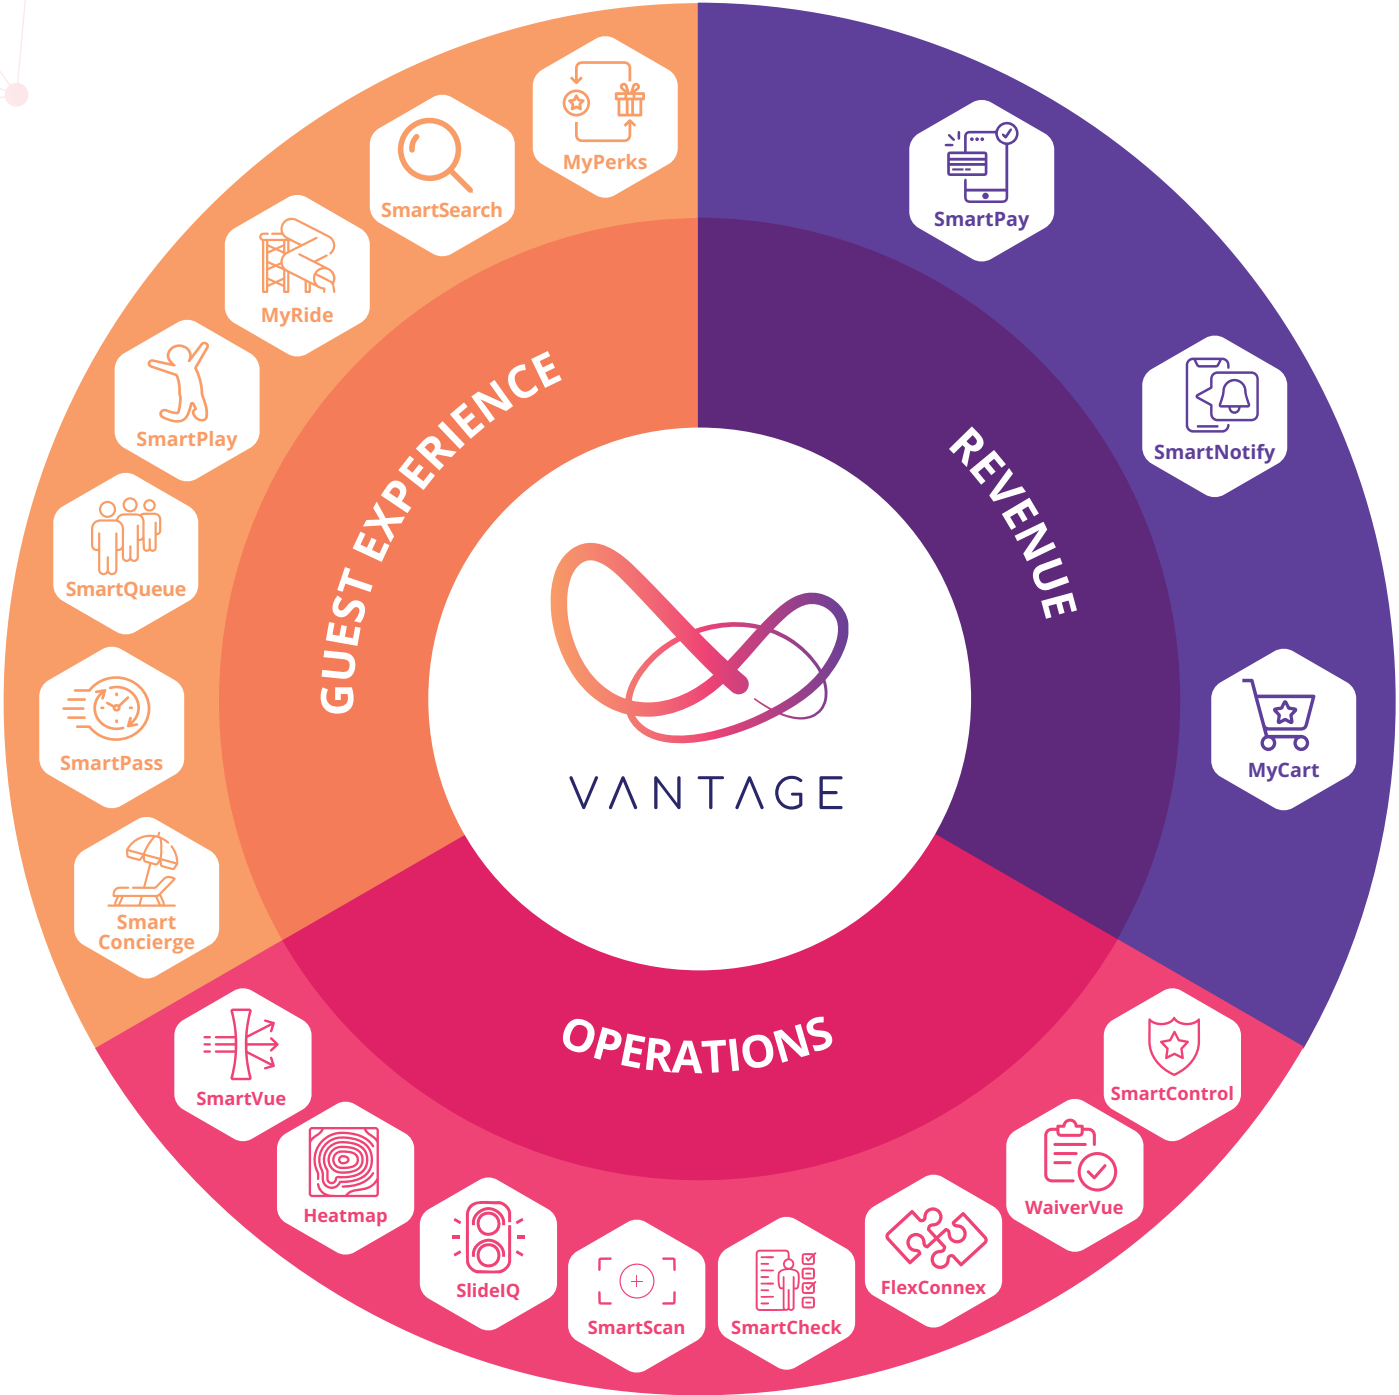 MyPerks
SmartSearch
MyRide
SmartPlay
SmartQueue
SmartPass
Smart
Concierge
GUEST EXPERIENCE
SmartPay
SmartNotify
MyCart
REVENUE
VANTAGE
OPERATIONS
SmartVue
Heatmap
SlideIQ
SmartScan
SmartCheck
FlexConnex
WaiverVue
SmartControl